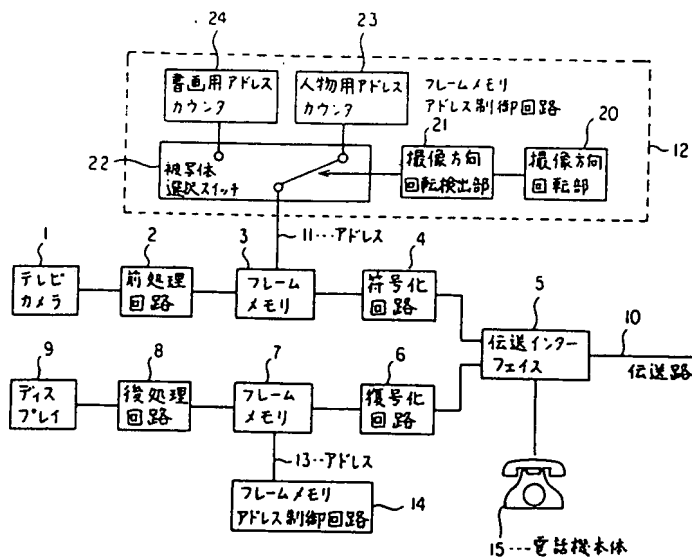 24
23
書画用アドレス
カウンタ
人物用アドレス
カウンタ
フレームメモリ
アドレス制御回路
21
20
12
22
被写体
選択スイッチ
撮像方向
回転検出部
撮像方向
回転部
11…アドレス
1
2
3
4
テレビ
カメラ
前処理
回路
フレーム
メモリ
符号化
回路
5
10
伝送インター
フェイス
伝送路
9
8
7
6
ディス
プレイ
後処理
回路
フレーム
メモリ
復号化
回路
13…アドレス
フレームメモリ
アドレス制御回路
14
15…電話機本体